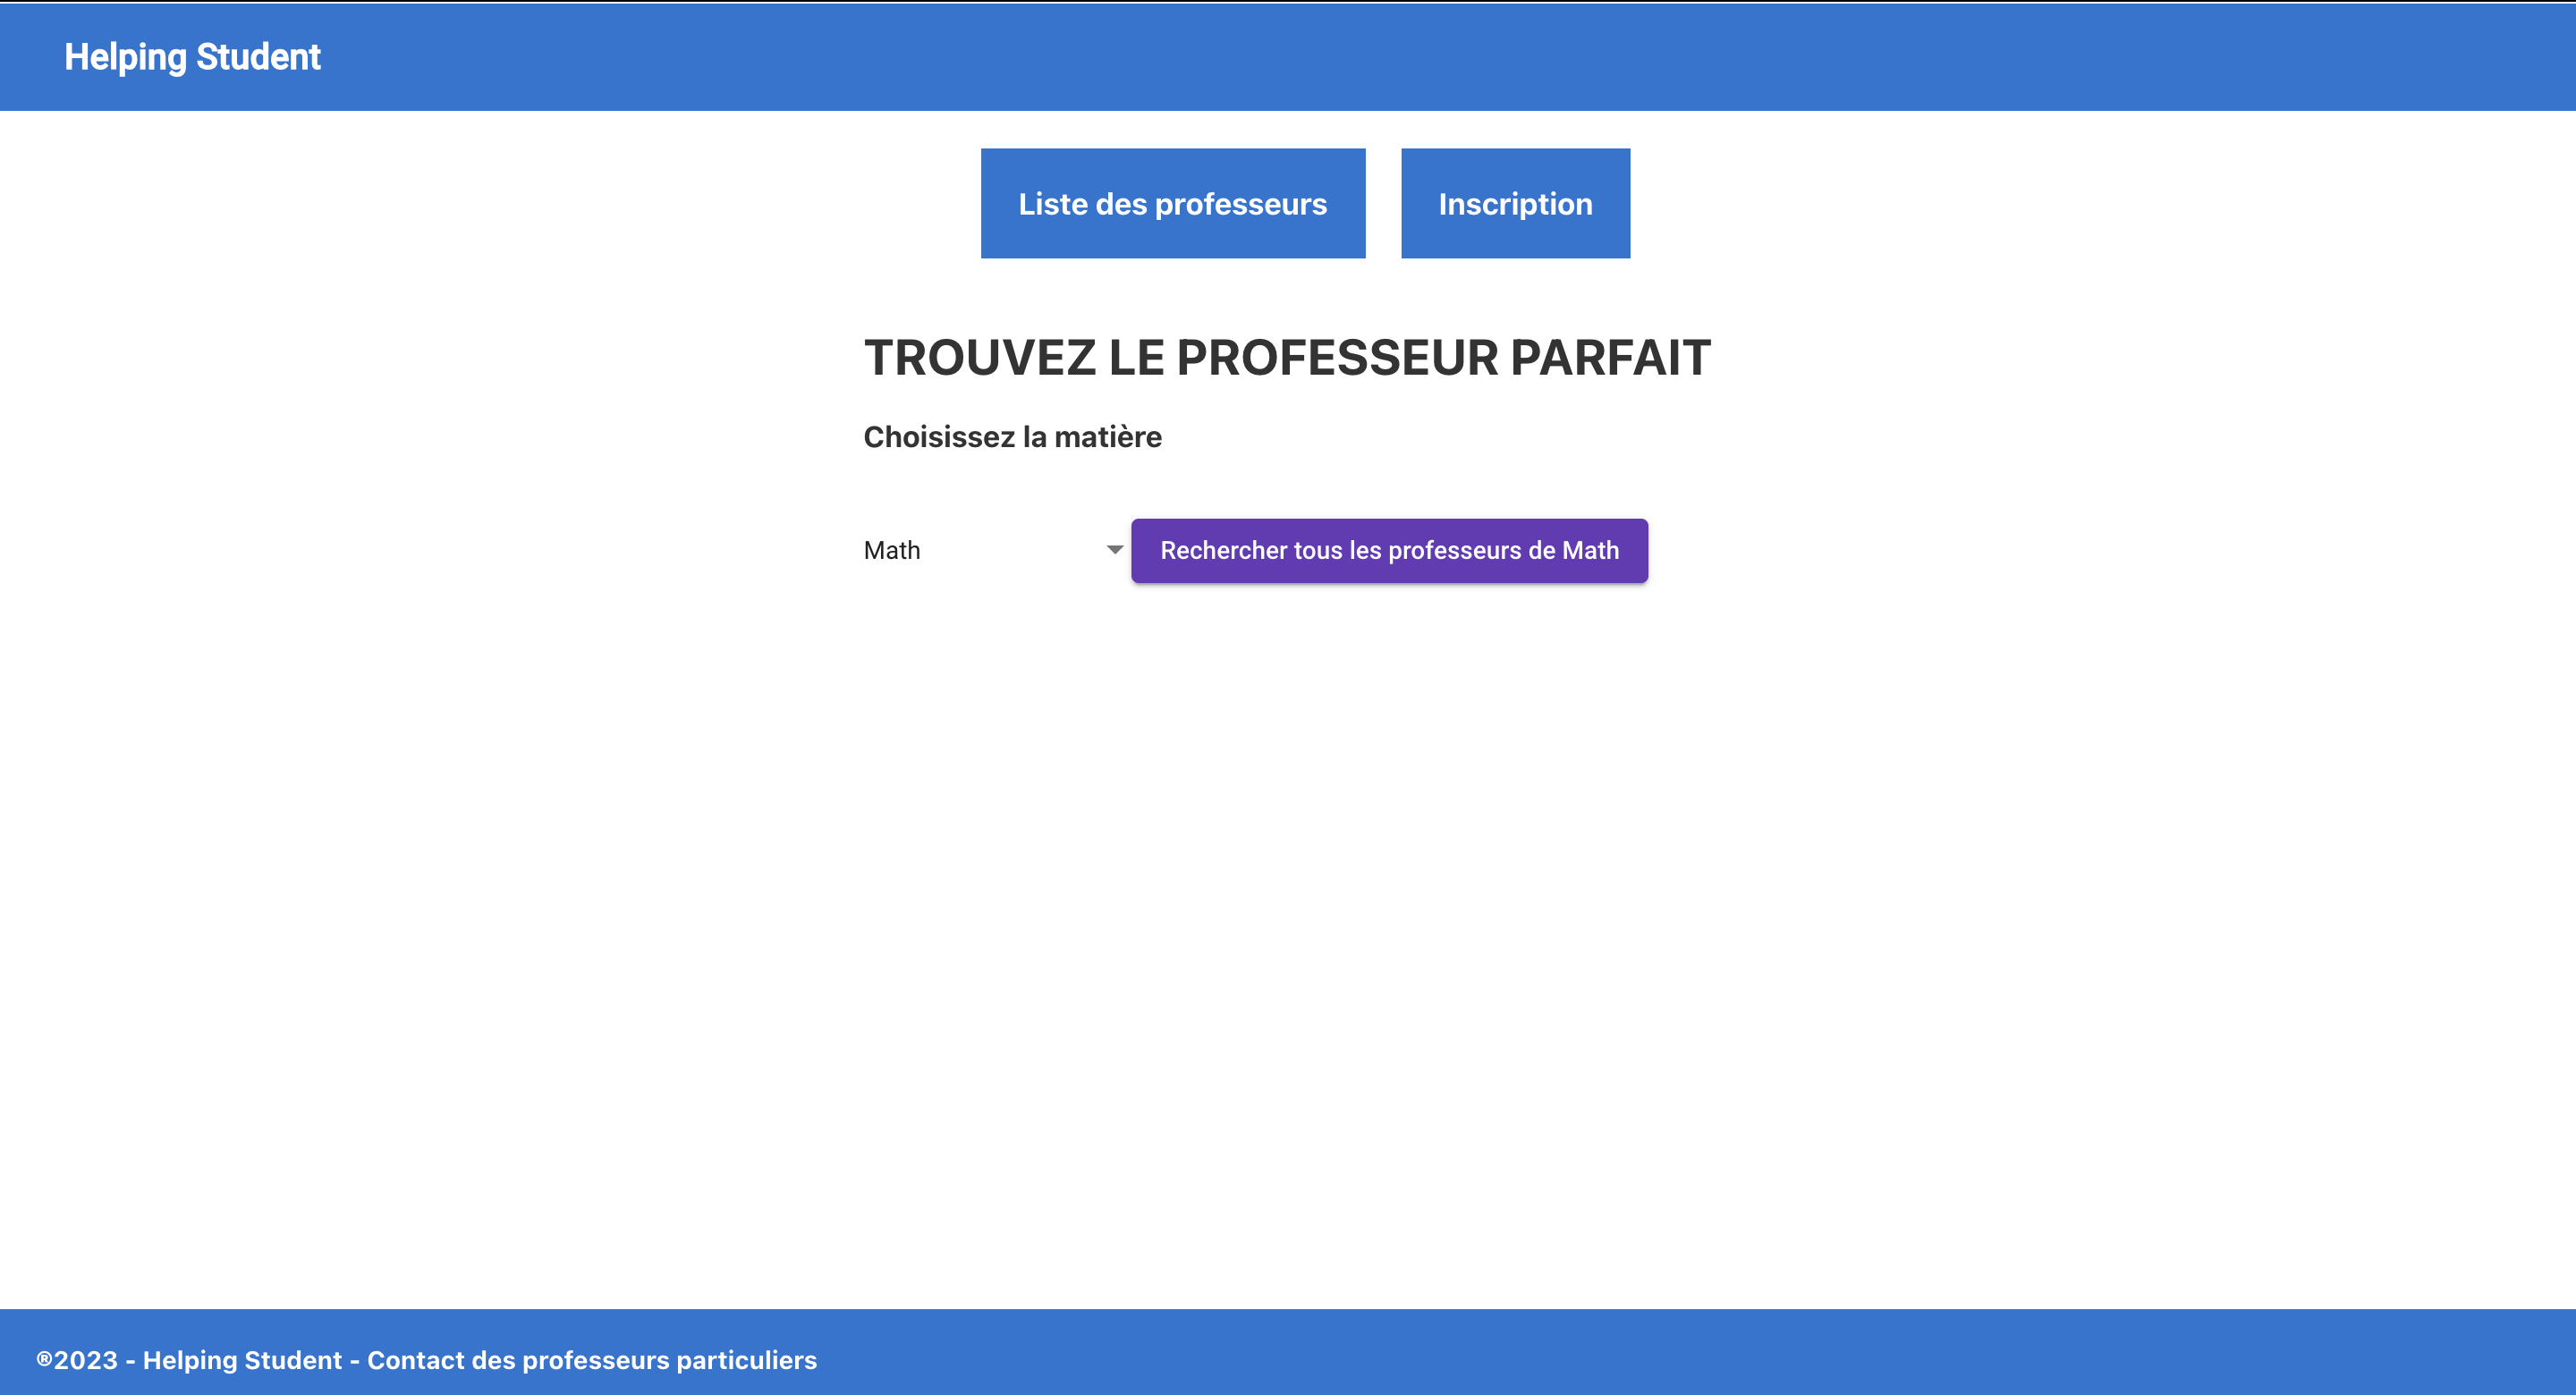 Helping Student
Liste des professeurs
Inscription
TROUVEZ LE PROFESSEUR PARFAIT
Choisissez la matière
Math
Rechercher tous les professeurs de Math
®2023 - Helping Student - Contact des professeurs particuliers